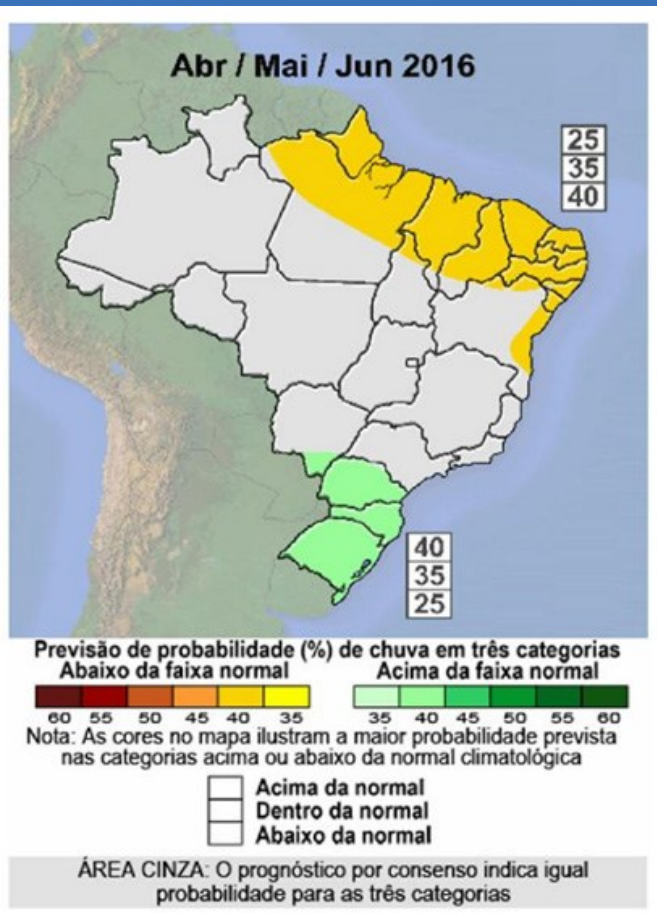 Abr / Mai / Jun 2016
25
35
40
40
35
25
Previsão de probabilidade (%) de chuva em três categorias
Abaixo da faixa normal Acima da faixa normal
60 55 50 45 40 35 35 40 45 50 55 60
Nota: As cores no mapa ilustram a maior probabilidade prevista
nas categorias acima ou abaixo da normal climatológica
Acima da normal
Dentro da normal
Abaixo da normal
ÁREA CINZA: O prognóstico por consenso indica igual
probabilidade para as três categorias